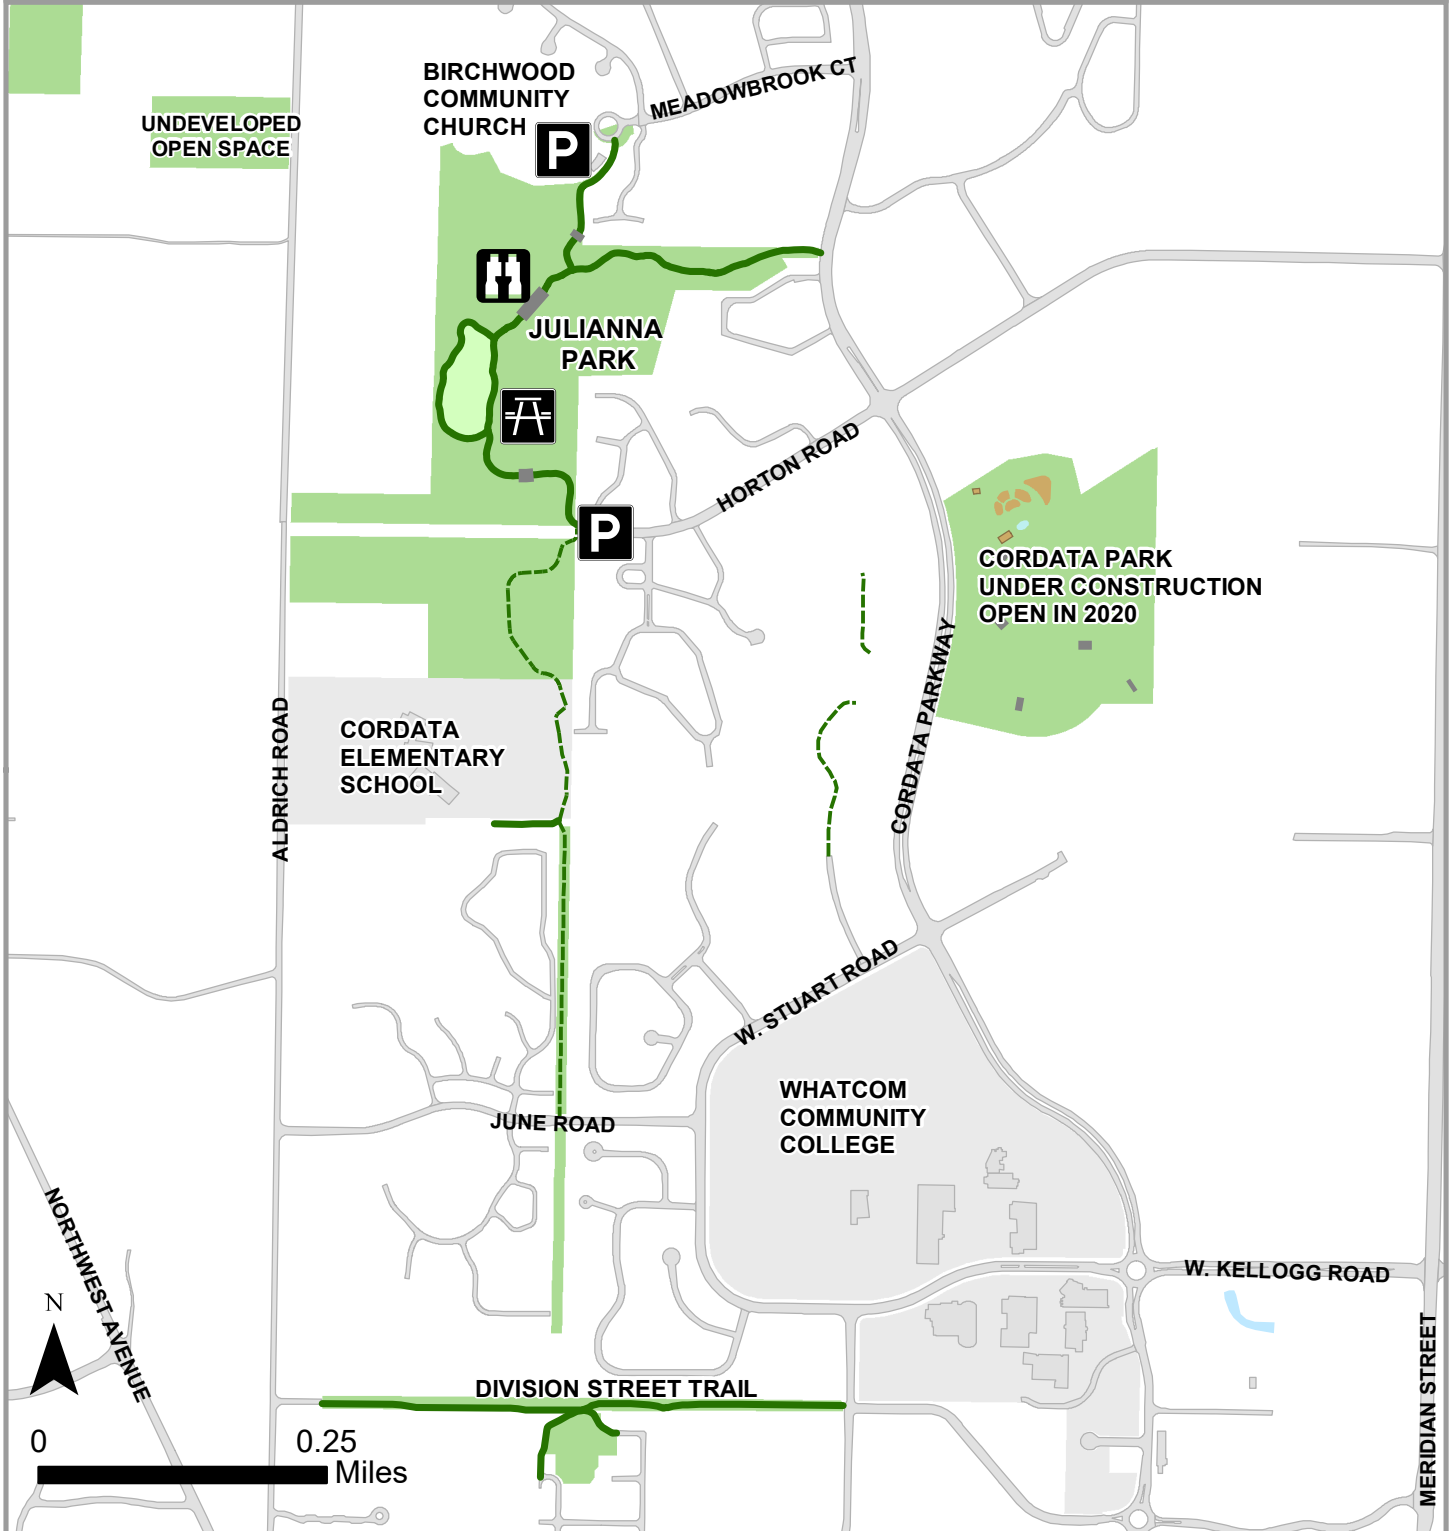 BIRCHWOOD
COMMUNITY
CHURCH
P
MEADOWBROOK CT
UNDEVELOPED
OPEN SPACE
JULIANNA
PARK
HORTON ROAD
P
CORDATA PARK
UNDER CONSTRUCTION
OPEN IN 2020
CORDATA PARKWAY
ALDRICH ROAD
CORDATA
ELEMENTARY
SCHOOL
W. STUART ROAD
WHATCOM
COMMUNITY
COLLEGE
JUNE ROAD
NORTHWEST AVENUE
W. KELLOGG ROAD
MERIDIAN STREET
N
DIVISION STREET TRAIL
0 0.25
Miles